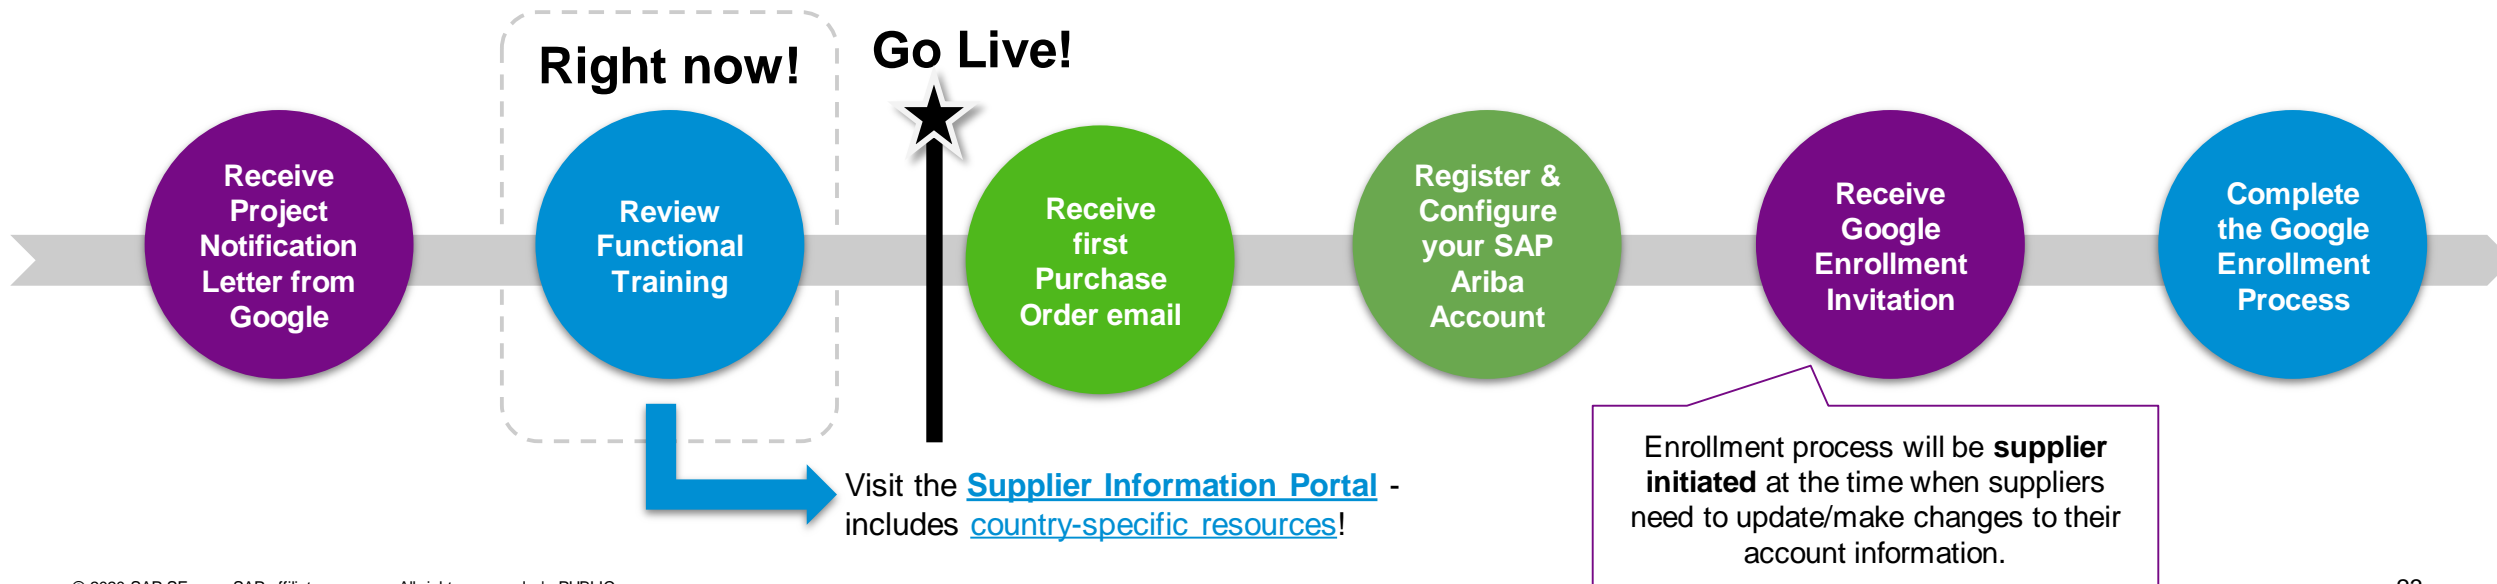 Right now!
Go Live!
Receive
Project
Notification
Letter from
Google
Review
Functional
Training
Receive
first
Purchase
Order email
Register &
Configure
your SAP
Ariba
Account
Receive
Google
Enrollment
Invitation
Complete
the Google
Enrollment
Process
Visit the Supplier Information Portal -
includes country-specific resources!
Enrollment process will be supplier
initiated at the time when suppliers
need to update/make changes to their
account information.